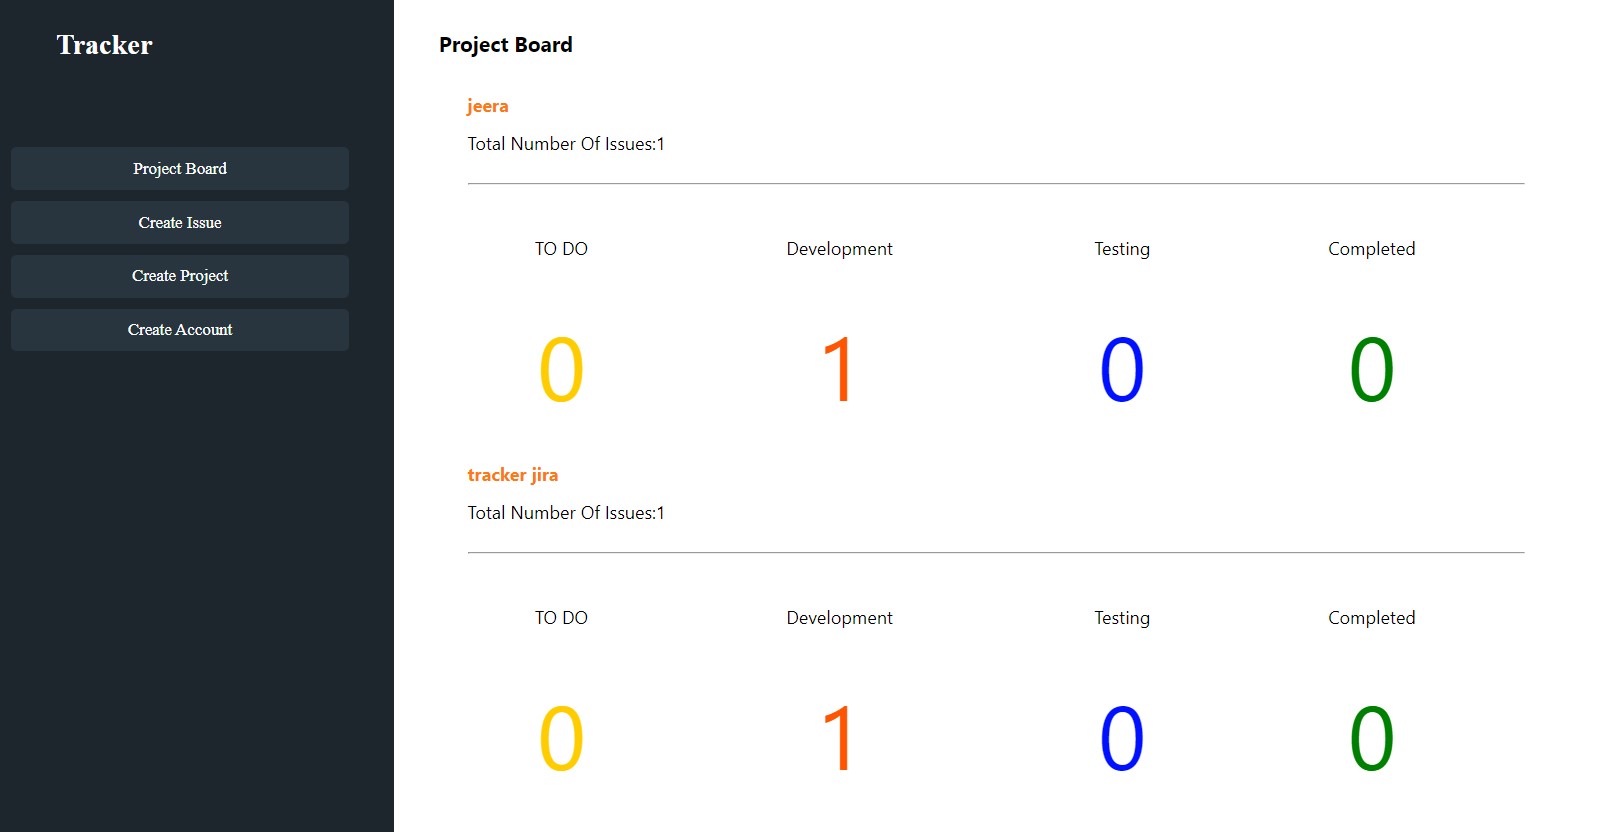 Tracker
Project Board
Create Issue
Create Project
Create Account
Project Board
jeera
Total Number Of Issues:1
TO DO Development Testing Completed
0 1 0 0
tracker jira
Total Number Of Issues:1
TO DO Development Testing Completed
0 1 0 0